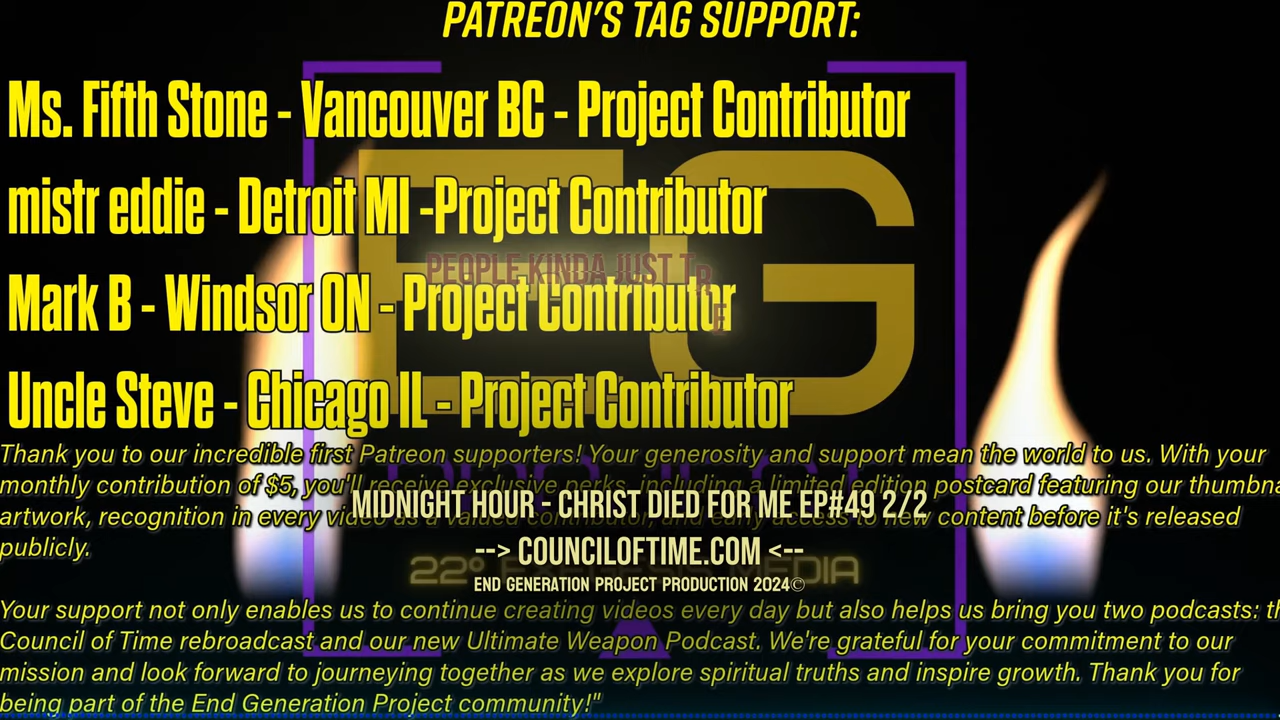 PATREON'S TAG SUPPORT:
Ms. Fifth Stone - Vancouver BC - Project Contributor
mistr eddie - Detroit MI -Project Contributor
PEOPLE KINDA JUST
Mark B - Windsor ON - Project Contributor
Uncle Steve - Chicago IL - Project Contributor
EG
Thank you to our incredible first Patreon supporters! Your generosity and support mean the world to us. With your
monthly contribution of $5, you'll receive exclusive perks, including a limited edition postcard featuring our thumbna
artwork, recognition in every video as a valued contributor, and early access to new content before it's released
publicly.
MIDNIGHT HOUR - CHRIST DIED FOR ME EP#49 2/2
--> COUNCILOFTIME.COM <--
22º MEDIA
END GENERATION PROJECT PRODUCTION 2024©
Your support not only enables us to continue creating videos every day but also helps us bring you two podcasts: th
Council of Time rebroadcast and our new Ultimate Weapon Podcast. We're grateful for your commitment to our
mission and look forward to journeying together as we explore spiritual truths and inspire growth. Thank you for
being part of the End Generation Project community!"